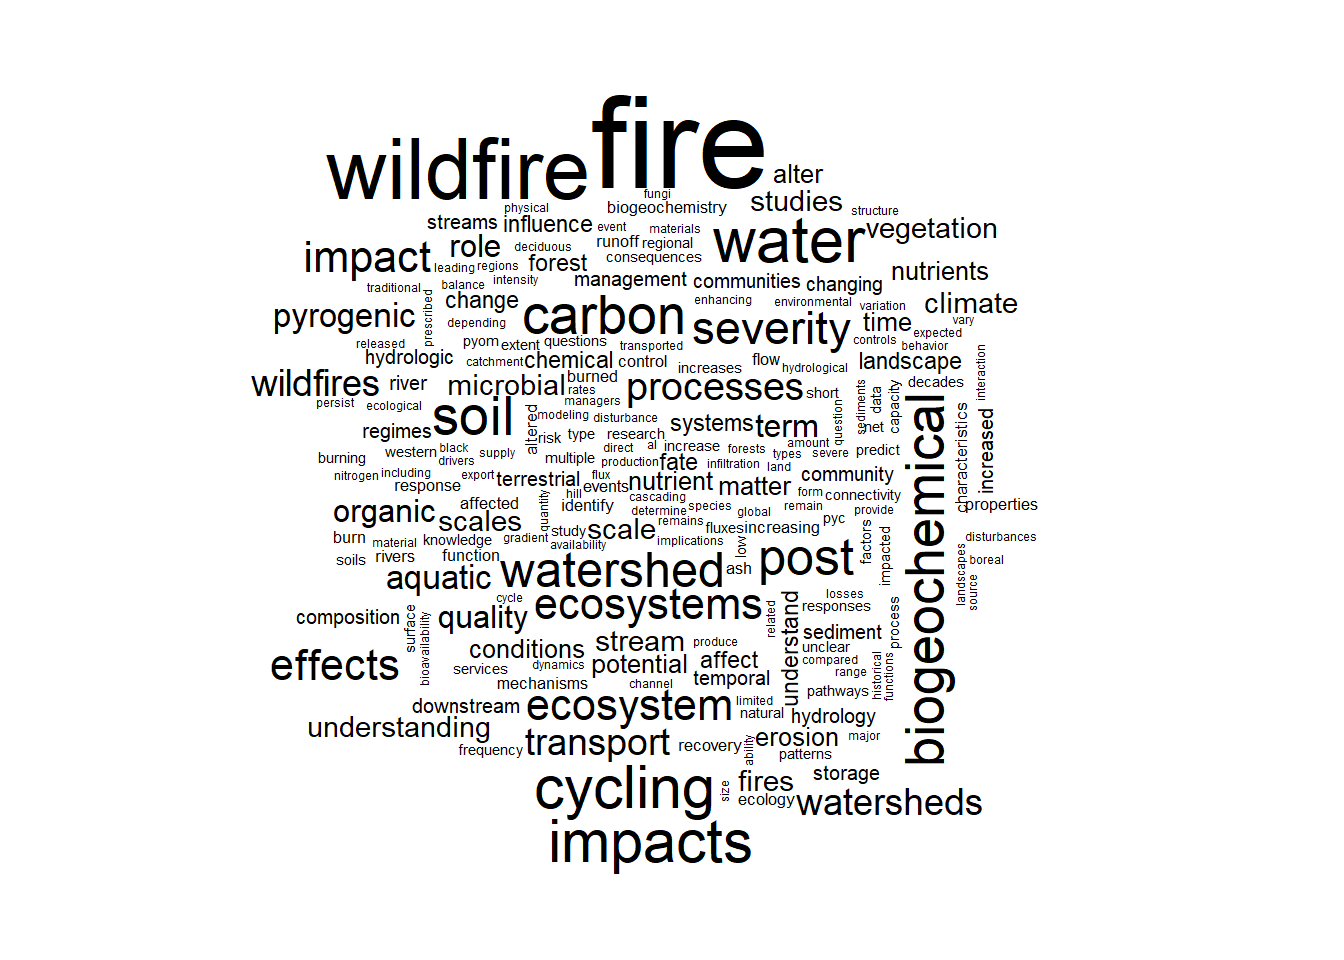 fire
wildfire
alter
fungi
studies
physical
biogeochemistry
structure
streams
influence
event
materials
water
vegetation
impact
role
deciduous
runoff
regional
forest
consequences
leading
regions
nutrients
management
communities
changing
traditional
balance
intensity
prescribed
change
carbon
enhancing
environmental
variation
climate
pyrogenic
depending
severity
time
vary
expected
released
pyom
extent
questions
transported
controls
behavior
hydrologic
catchment
chemical
control
increases
flow
hydrological
landscape
interaction
wildfires
river
microbial
burned
rates
managers
processes
short
sediments
data
capacity
decades
persist
ecological
soil
altered
modeling
disturbance
systems
term
question
net
biogeochemical
characteristics
increased
regimes
risk
type
research
western
black
drivers
supply
multiple
direct
al
increase
forests
amount
types
severe
predict
burning
production
fate
infiltration
land
nitrogen
including
export
terrestrial
flux
nutrient
matter
community
response
events
hill
cascading
form
connectivity
affected
quantity
identify
determine
species
global
remain
provide
properties
organic
scales
study
scale
remains
fluxes
increasing
pyc
factors
impacted
burn
material
knowledge
gradient
availability
implications
low
post
disturbances
soils
rivers
function
landscapes
source
boreal
aquatic
watershed
ash
cycle
ecosystems
related
understand
losses
responses
process
composition
surface
bioavailability
quality
sediment
conditions
stream
produce
unclear
compared
effects
services
dynamics
potential
affect
range
historical
functions
mechanisms
channel
temporal
pathways
downstream
ecosystem
limited
natural
hydrology
understanding
frequency
transport
recovery
ability
erosion
major
patterns
cycling
size
fires
storage
ecology
watersheds
impacts